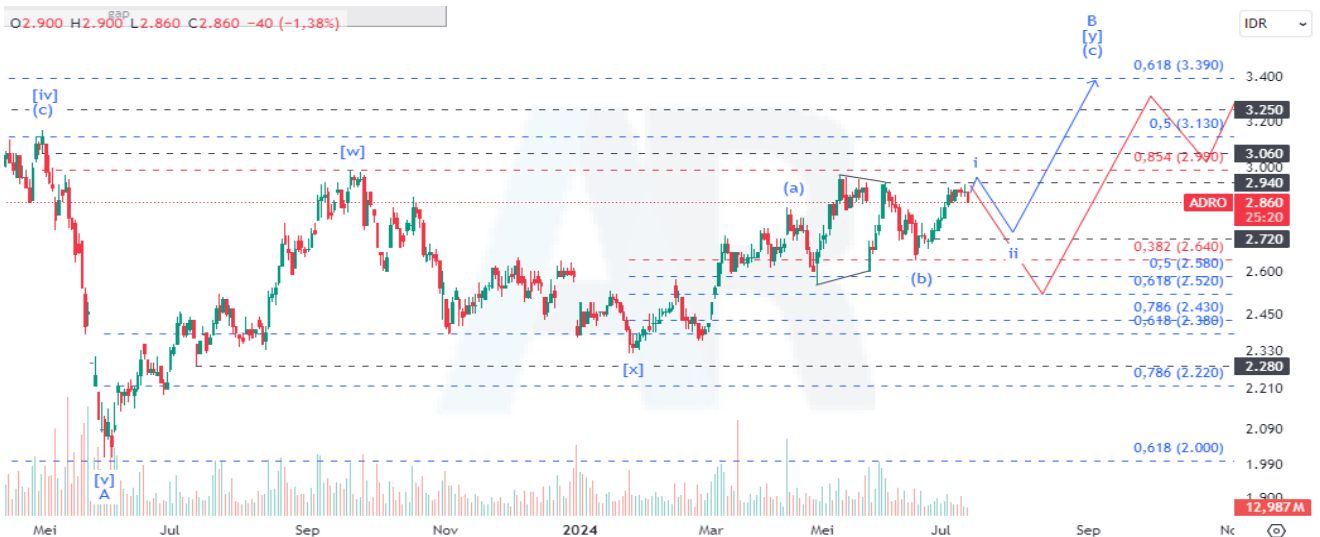 gap
O2.900 H2.900 L2.860 C2.860 −40 (−1,38%)
IDR
B
[y]
(c)
0,618 (3.390)
3.400
[iv]
(c)
3.250
0,5 (3.130)
3.200
[w]
0,854 (2.980)
3.060
3.000
i
2.940
(a)
ADRO 2.860
25:20
2.720
ii
0,382 (2.640)
0,5 (2.580)
2.600
(b)
0,618 (2.520)
0,786 (2.430)
2.450
0,618 (2.380)
2.330
[x]
2.280
0,786 (2.220)
2.210
2.090
0,618 (2.000)
1.990
[v]
A
1.900
12,987M
Mei Jul Sep Nov 2024 Mar Mei Jul Sep No
AR